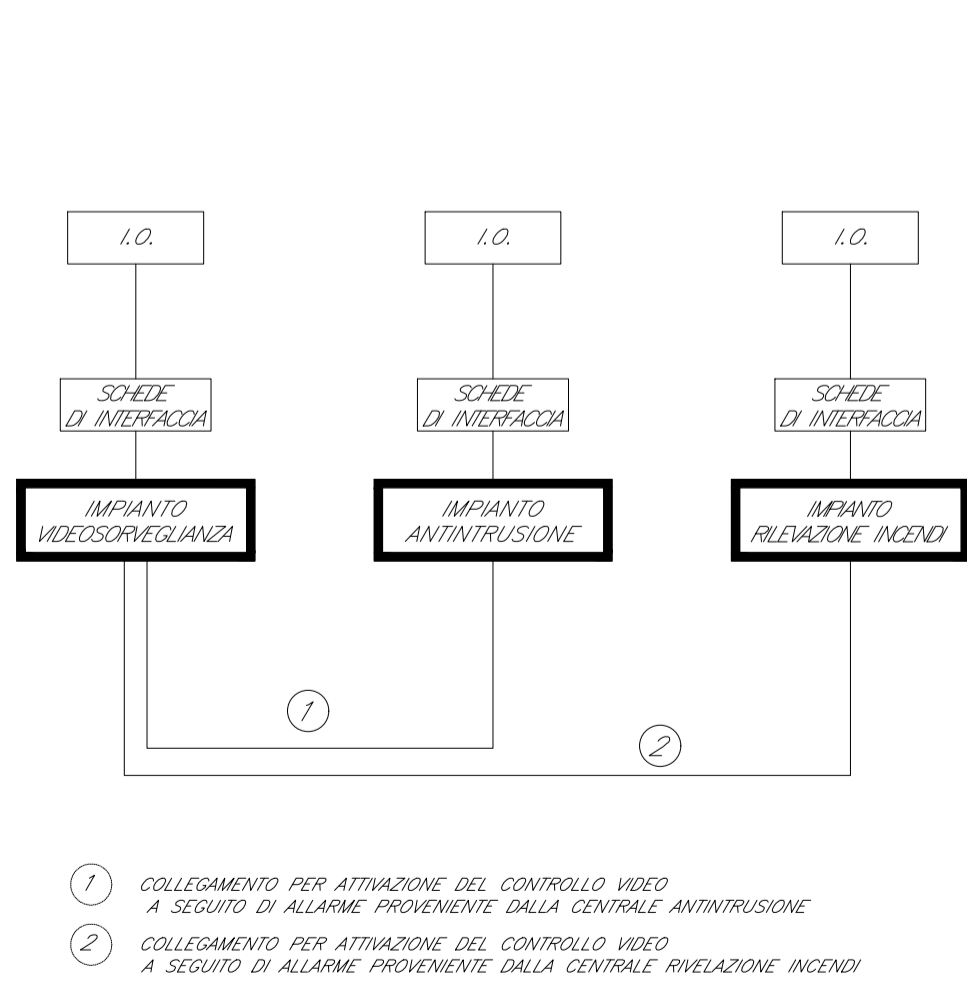 I.O.
I.O.
I.O.
SCHEDE
DI INTERFACCIA
SCHEDE
DI INTERFACCIA
SCHEDE
DI INTERFACCIA
IMPIANTO
VIDEOSORVEGLIANZA
IMPIANTO
ANTINTRUSIONE
IMPIANTO
RILEVAZIONE INCENDI
1
2
1 COLLEGAMENTO PER ATTIVAZIONE DEL CONTROLLO VIDEO
A SEGUITO DI ALLARME PROVENIENTE DALLA CENTRALE ANTINTRUSIONE
2 COLLEGAMENTO PER ATTIVAZIONE DEL CONTROLLO VIDEO
A SEGUITO DI ALLARME PROVENIENTE DALLA CENTRALE RIVELAZIONE INCENDI